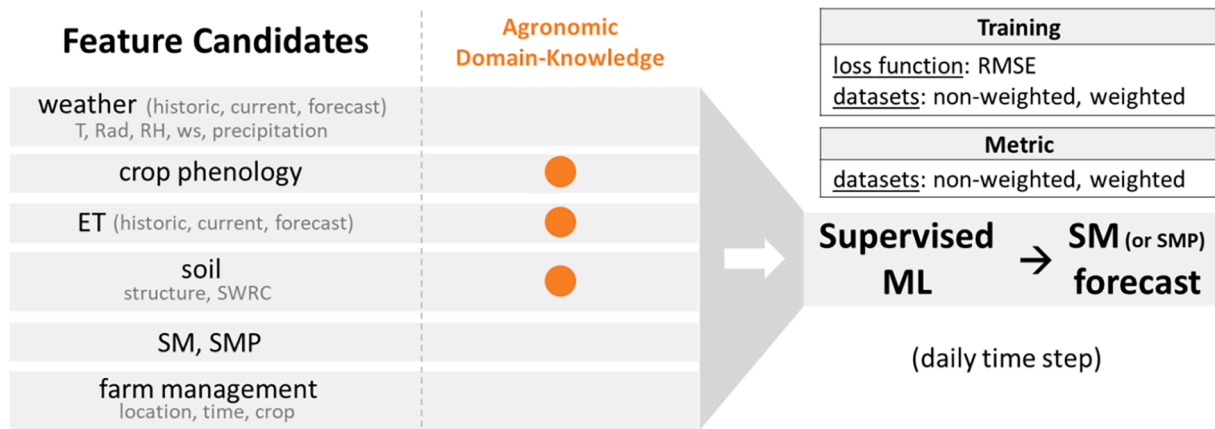 Feature Candidates
Agronomic
Domain-Knowledge
weather (historic, current, forecast)
T, Rad, RH, ws, precipitation
crop phenology
ET (historic, current, forecast)
soil
structure, SWRC
SM, SMP
farm management
location, time, crop
Training
loss function: RMSE
datasets: non-weighted, weighted
Metric
datasets: non-weighted, weighted
Supervised
ML
→
SM (or SMP)
forecast
(daily time step)